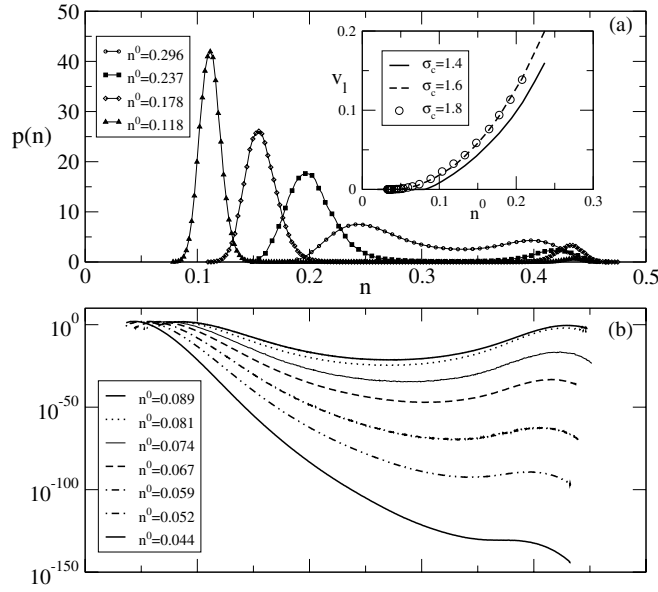 50
40
30
20
10
0
p(n)
n⁰=0.296
n⁰=0.237
n⁰=0.178
n⁰=0.118
(a)
0.2
0.1
0
v₁
σ_c=1.4
σ_c=1.6
σ_c=1.8
0 0.1 0.2 0.3
n⁰
0 0.1 0.2 0.3 0.4 0.5
n
(b)
10⁰
10⁻⁵⁰
10⁻¹⁰⁰
10⁻¹⁵⁰
n⁰=0.089
n⁰=0.081
n⁰=0.074
n⁰=0.067
n⁰=0.059
n⁰=0.052
n⁰=0.044